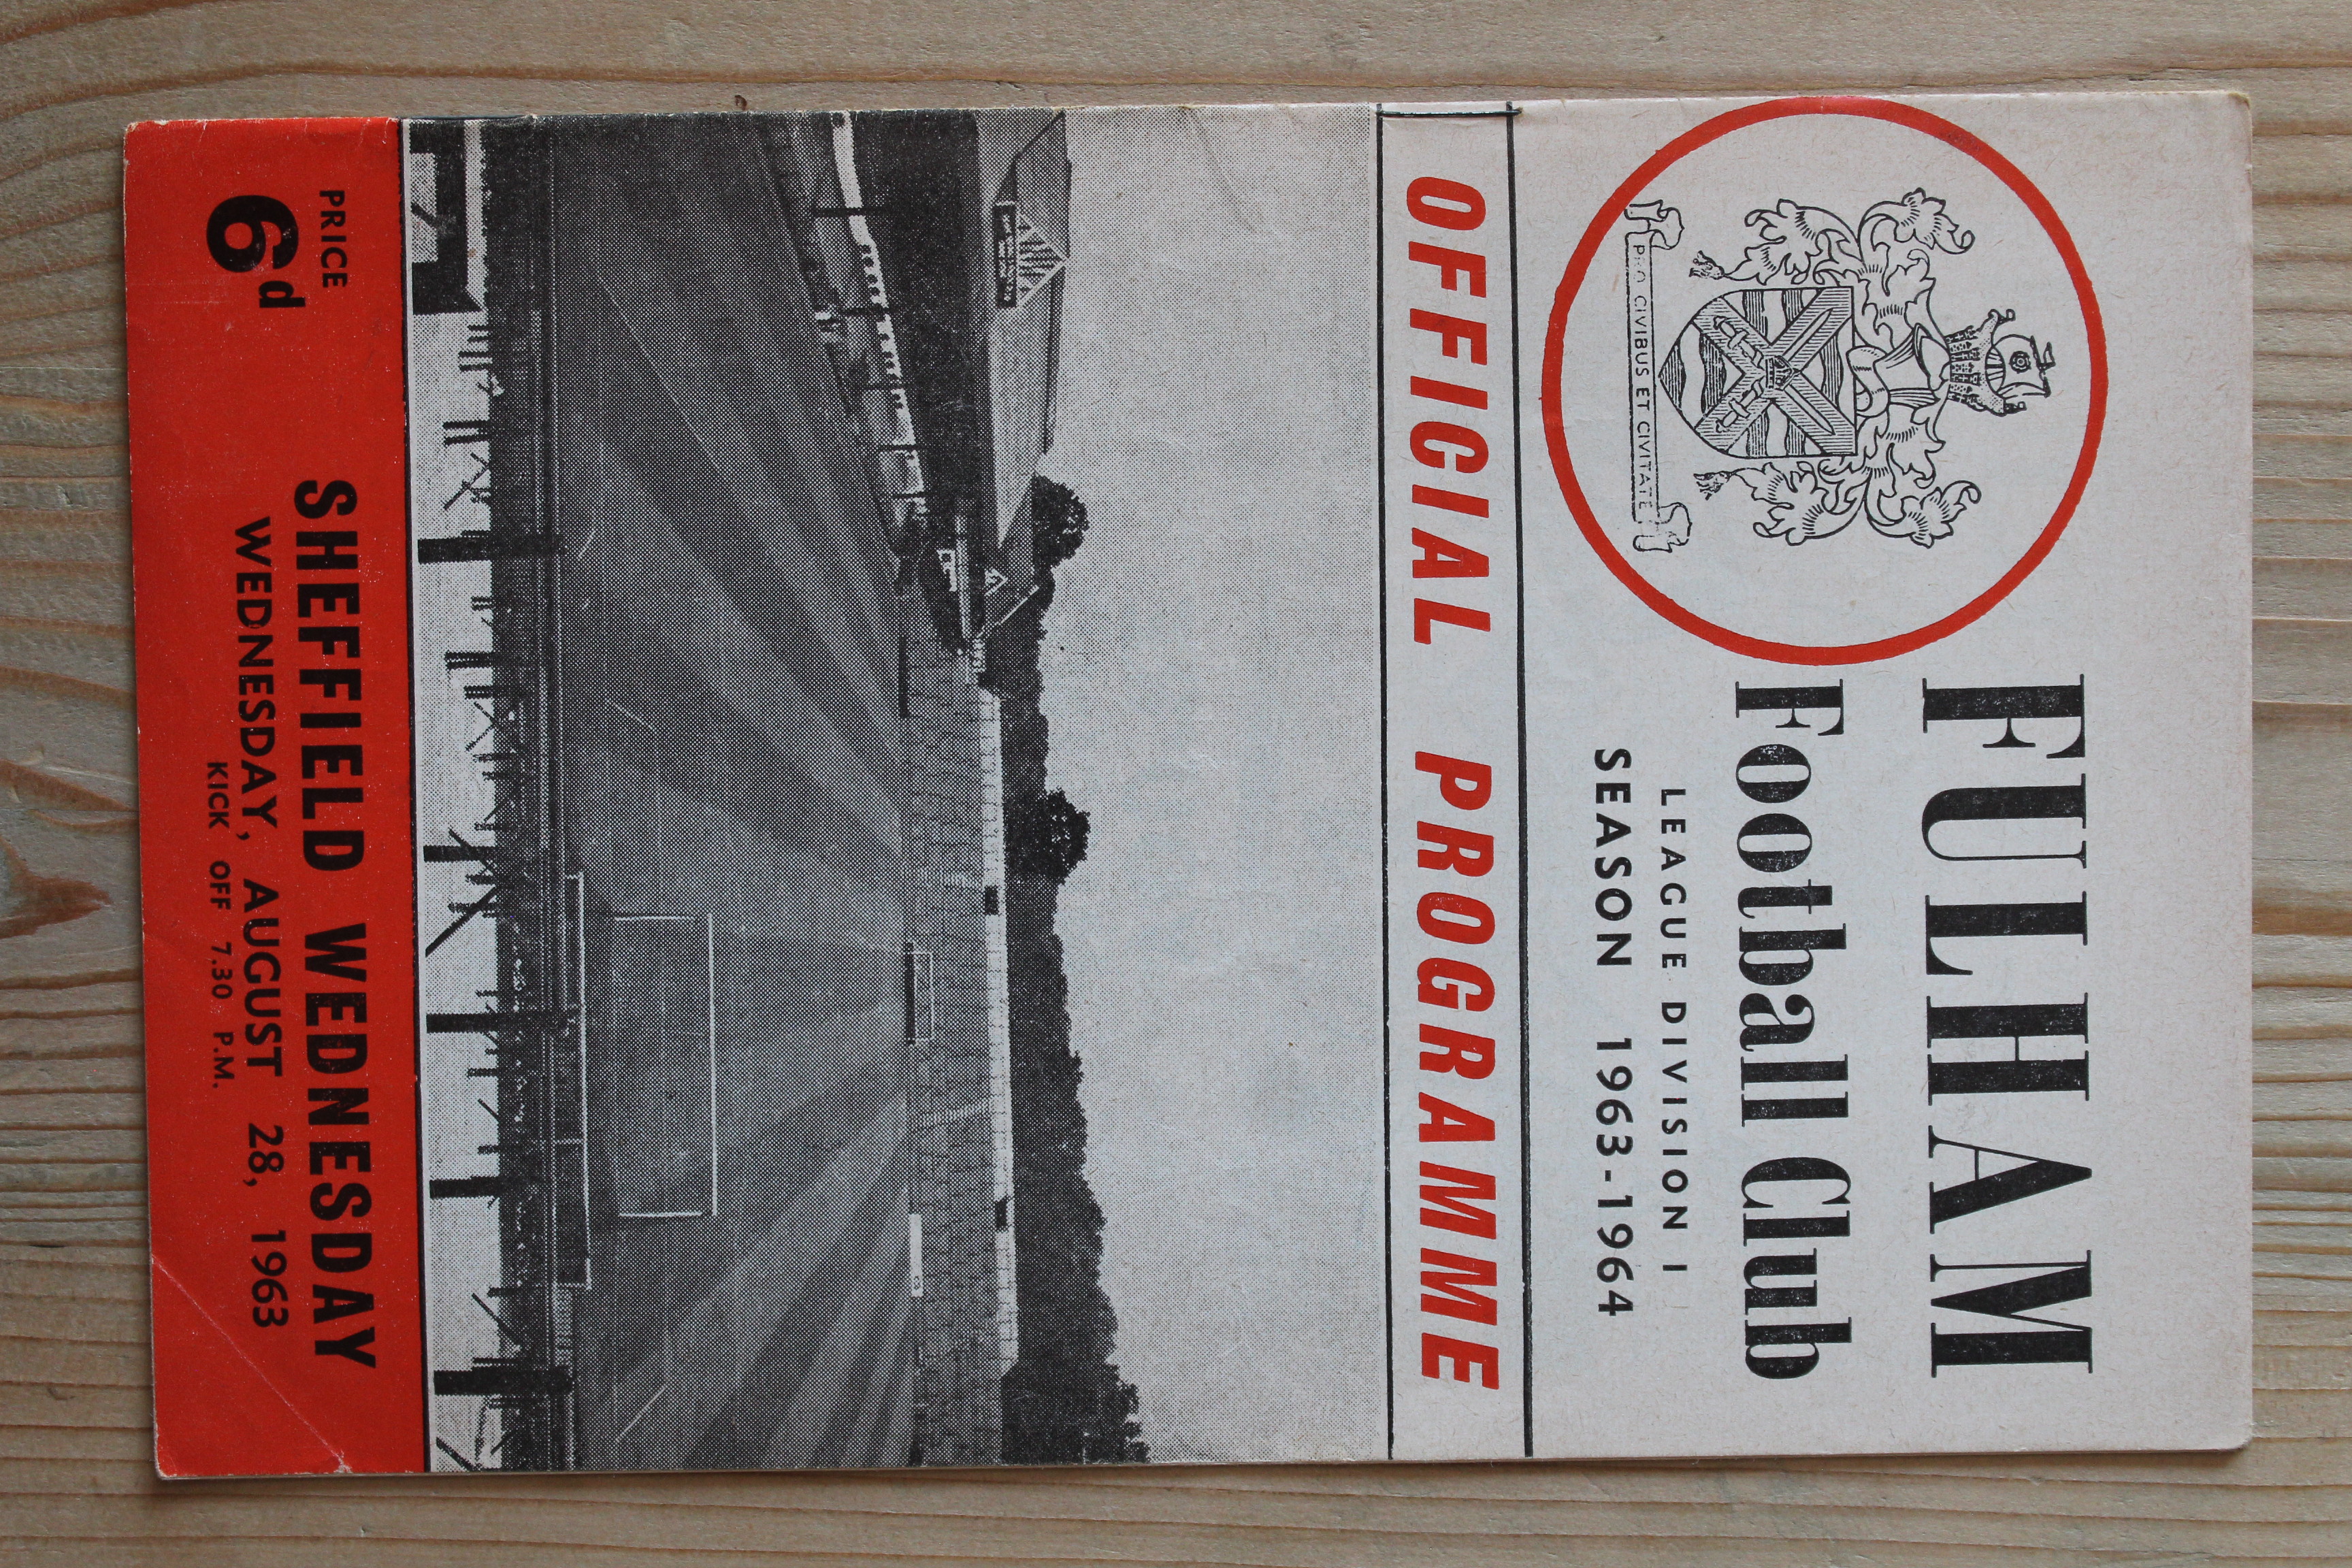 FULHAM
Football Club
LEAGUE DIVISION I
SEASON 1963-1964
PRO CIVIBUS ET CIVITATE
OFFICIAL PROGRAMME
PRICE
6d
SHEFFIELD WEDNESDAY
WEDNESDAY, AUGUST 28, 1963
KICK OFF 7.30 P.M.